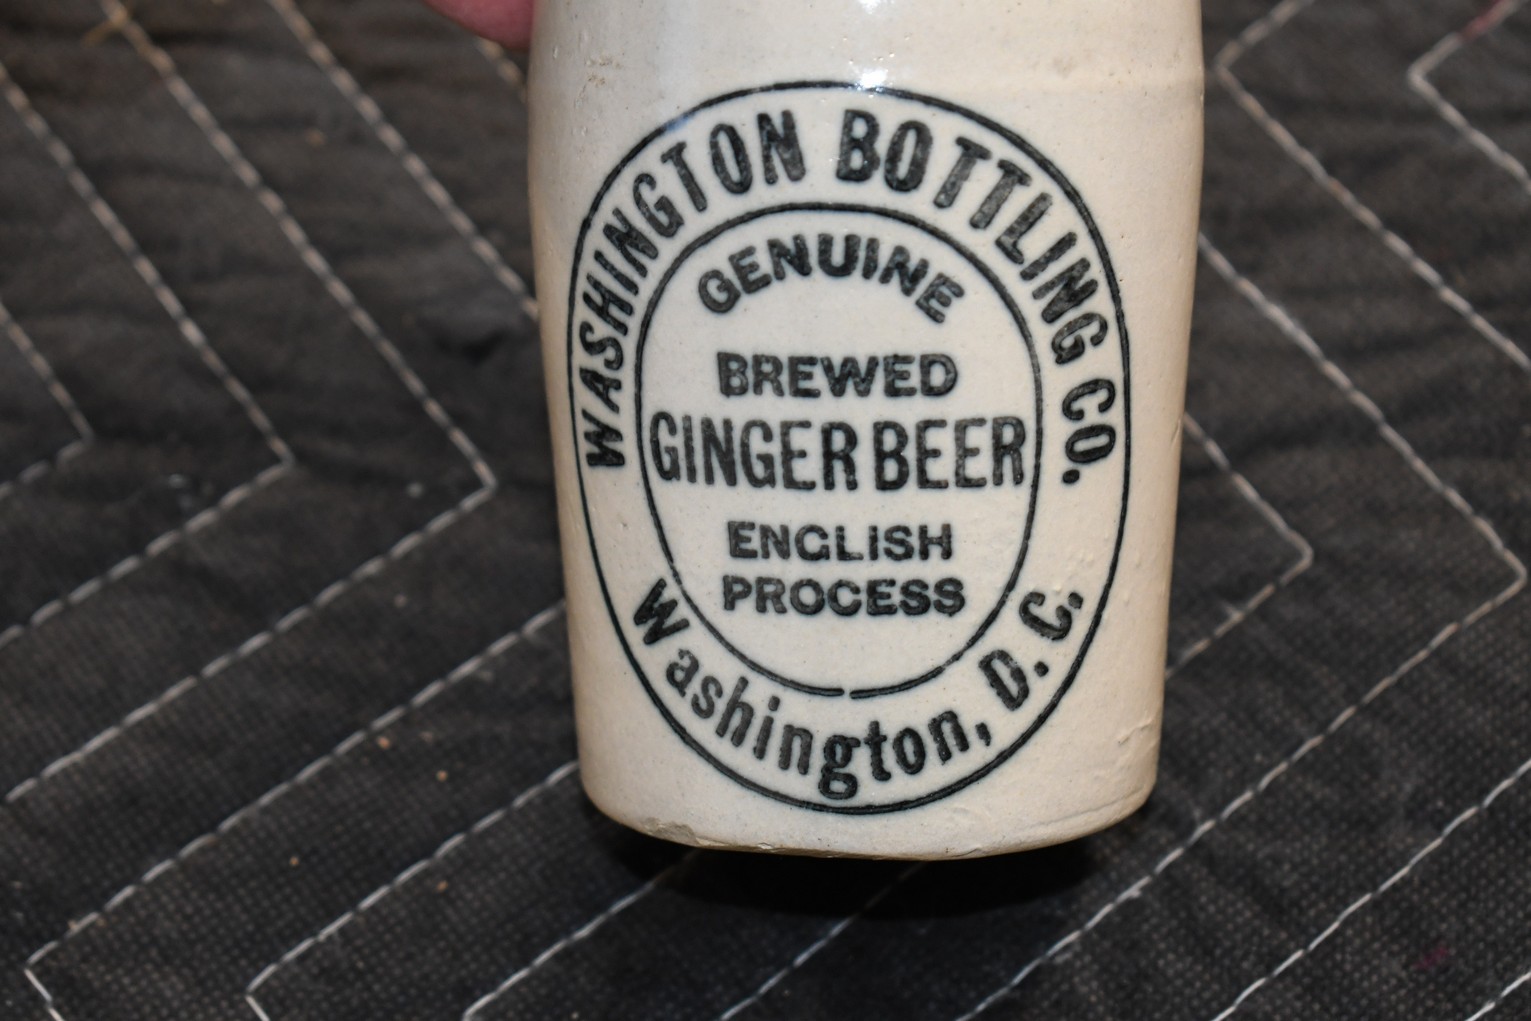 WASHINGTON BOTTLING CO.
GENUINE
BREWED
GINGER BEER
ENGLISH
PROCESS
Washington, D.C.